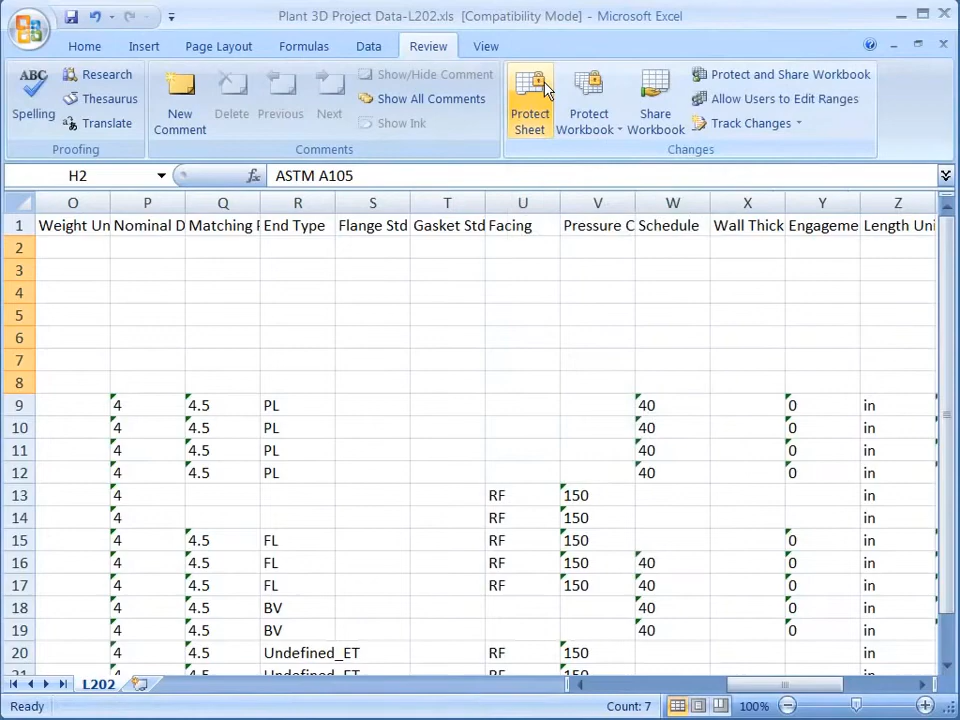 Plant 3D Project Data-L202.xls [Compatibility Mode] - Microsoft Excel
Home Insert Page Layout Formulas Data Review View
ABC Spelling Research Thesaurus Translate Proofing
New Comment Delete Previous Next Show/Hide Comment Show All Comments Show Ink Comments
Protect Sheet Protect Workbook Share Workbook Protect and Share Workbook Allow Users to Edit Ranges Track Changes Changes
H2 fx ASTM A105
O P Q R S T U V W X Y Z
1 Weight Un Nominal D Matching End Type Flange Std Gasket Std Facing Pressure C Schedule Wall Thick Engageme Length Uni
2
3
4
5
6
7
8
9 4 4.5 PL 40 0 in
10 4 4.5 PL 40 0 in
11 4 4.5 PL 40 0 in
12 4 4.5 PL 40 0 in
13 4 RF 150 in
14 4 RF 150 in
15 4 4.5 FL RF 150 0 in
16 4 4.5 FL RF 150 40 0 in
17 4 4.5 FL RF 150 40 0 in
18 4 4.5 BV 40 0 in
19 4 4.5 BV 40 0 in
20 4 4.5 Undefined_ET RF 150 in
21 4 4.5 Undefined_ET RF 150 in
L202
Ready Count: 7 100%